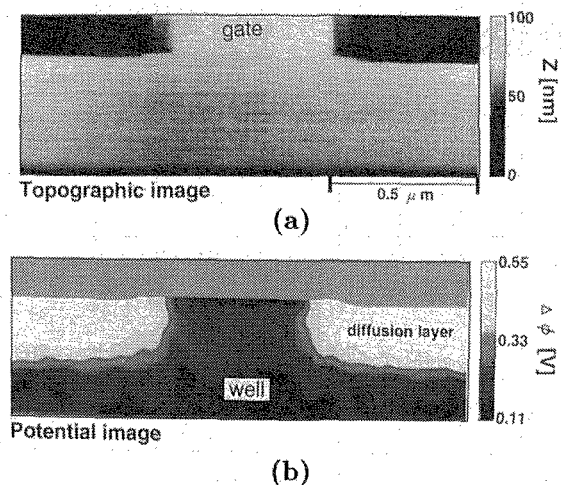 gate
100
50
0
Z [nm]
Topographic image
0.5 μm
(a)
0.55
0.33
0.11
Δ φ [V]
diffusion layer
well
Potential image
(b)